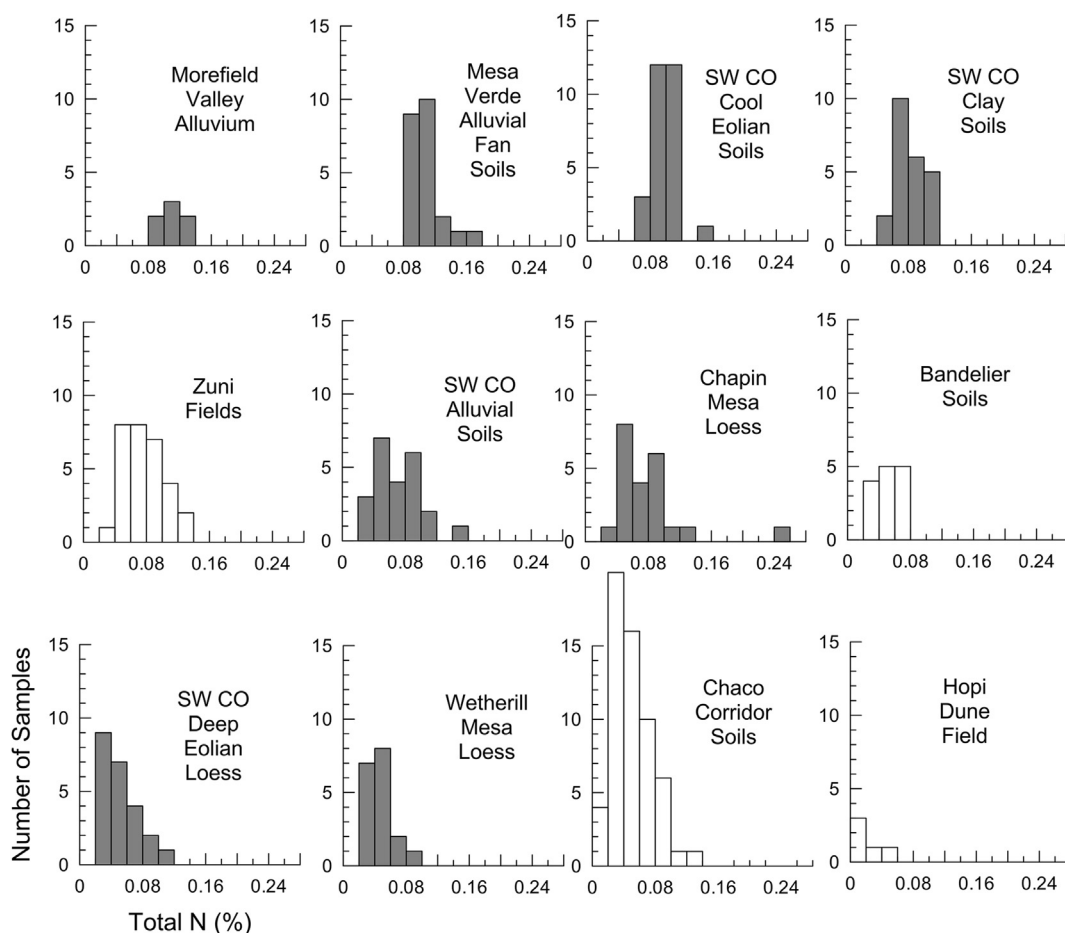 15
10
5
0
Morefield
Valley
Alluvium
0 0.08 0.16 0.24
15
10
5
0
Mesa
Verde
Alluvial
Fan
Soils
0 0.08 0.16 0.24
15
10
5
0
SW CO
Cool
Eolian
Soils
0 0.08 0.16 0.24
15
10
5
0
SW CO
Clay
Soils
0 0.08 0.16 0.24
15
10
5
0
Zuni
Fields
0 0.08 0.16 0.24
15
10
5
0
SW CO
Alluvial
Soils
0 0.08 0.16 0.24
15
10
5
0
Chapin
Mesa
Loess
0 0.08 0.16 0.24
15
10
5
0
Bandelier
Soils
0 0.08 0.16 0.24
Number of Samples
15
10
5
0
SW CO
Deep
Eolian
Loess
0 0.08 0.16 0.24
Total N (%)
15
10
5
0
Wetherill
Mesa
Loess
0 0.08 0.16 0.24
15
10
5
0
Chaco
Corridor
Soils
0 0.08 0.16 0.24
15
10
5
0
Hopi
Dune
Field
0 0.08 0.16 0.24